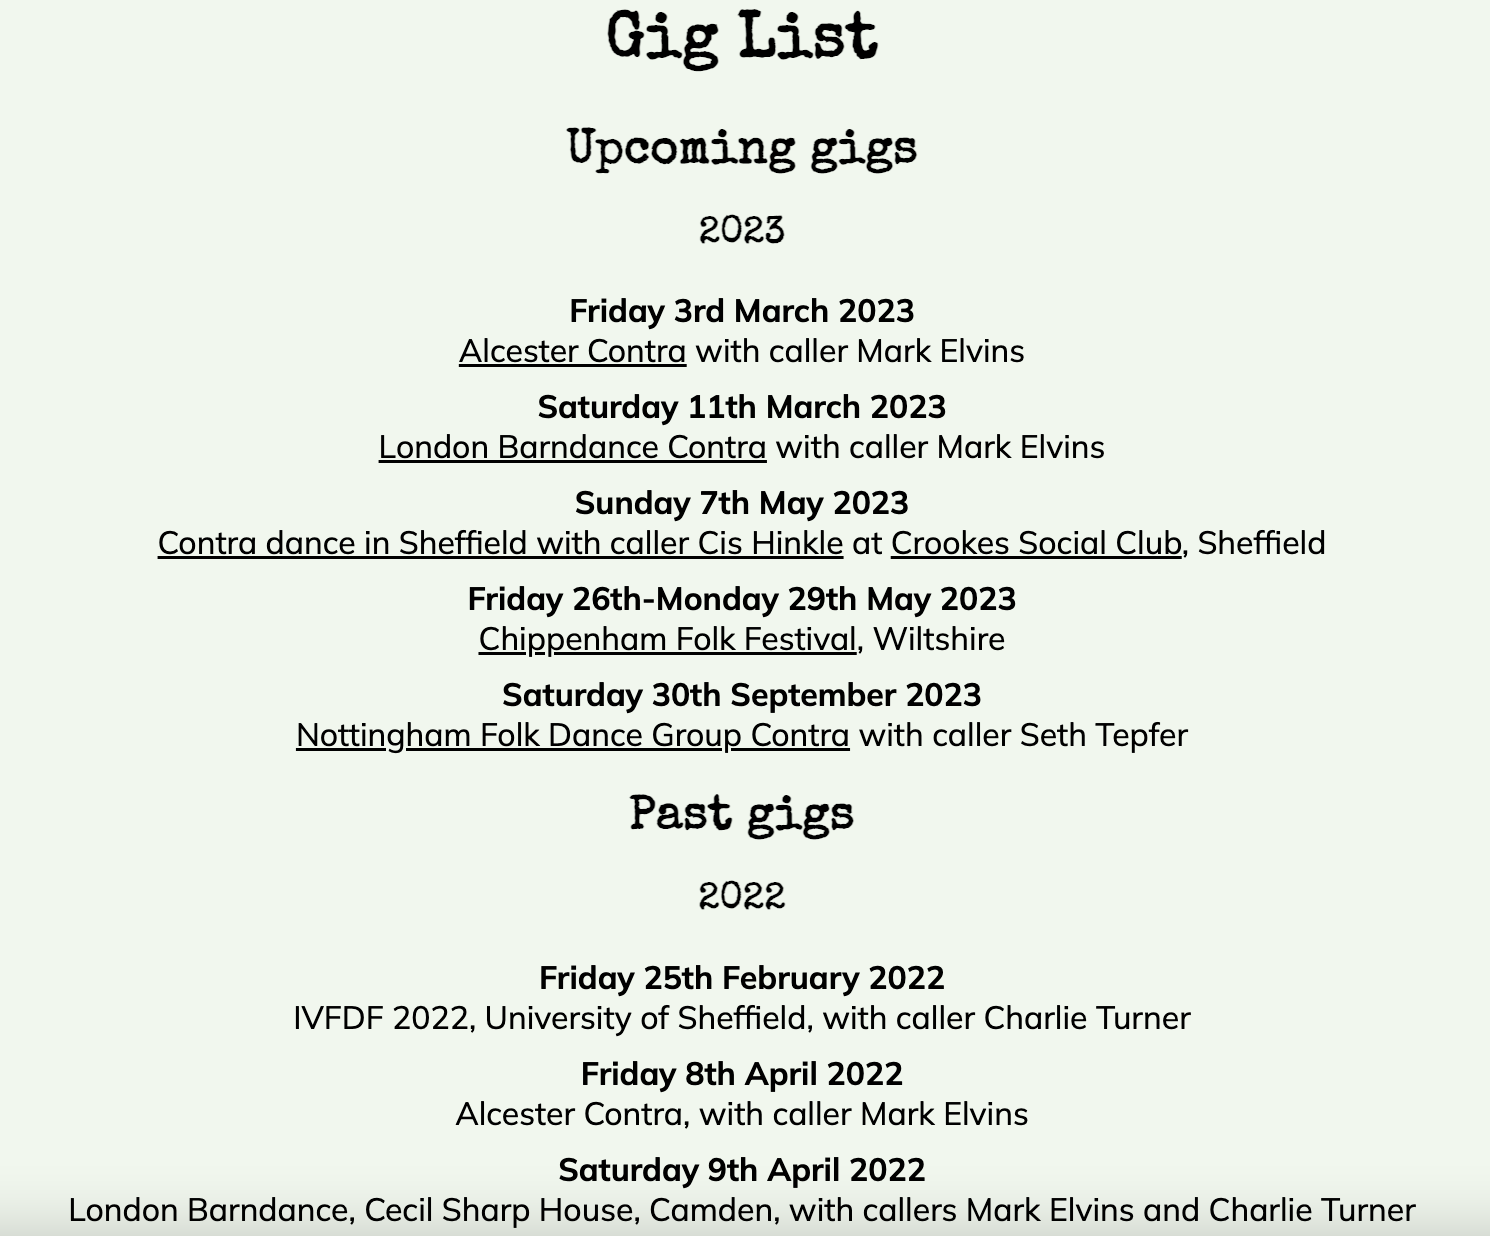 Gig List
Upcoming gigs
2023
Friday 3rd March 2023
Alcester Contra with caller Mark Elvins
Saturday 11th March 2023
London Barndance Contra with caller Mark Elvins
Sunday 7th May 2023
Contra dance in Sheffield with caller Cis Hinkle at Crookes Social Club, Sheffield
Friday 26th-Monday 29th May 2023
Chippenham Folk Festival, Wiltshire
Saturday 30th September 2023
Nottingham Folk Dance Group Contra with caller Seth Tepfer
Past gigs
2022
Friday 25th February 2022
IVFDF 2022, University of Sheffield, with caller Charlie Turner
Friday 8th April 2022
Alcester Contra, with caller Mark Elvins
Saturday 9th April 2022
London Barndance, Cecil Sharp House, Camden, with callers Mark Elvins and Charlie Turner